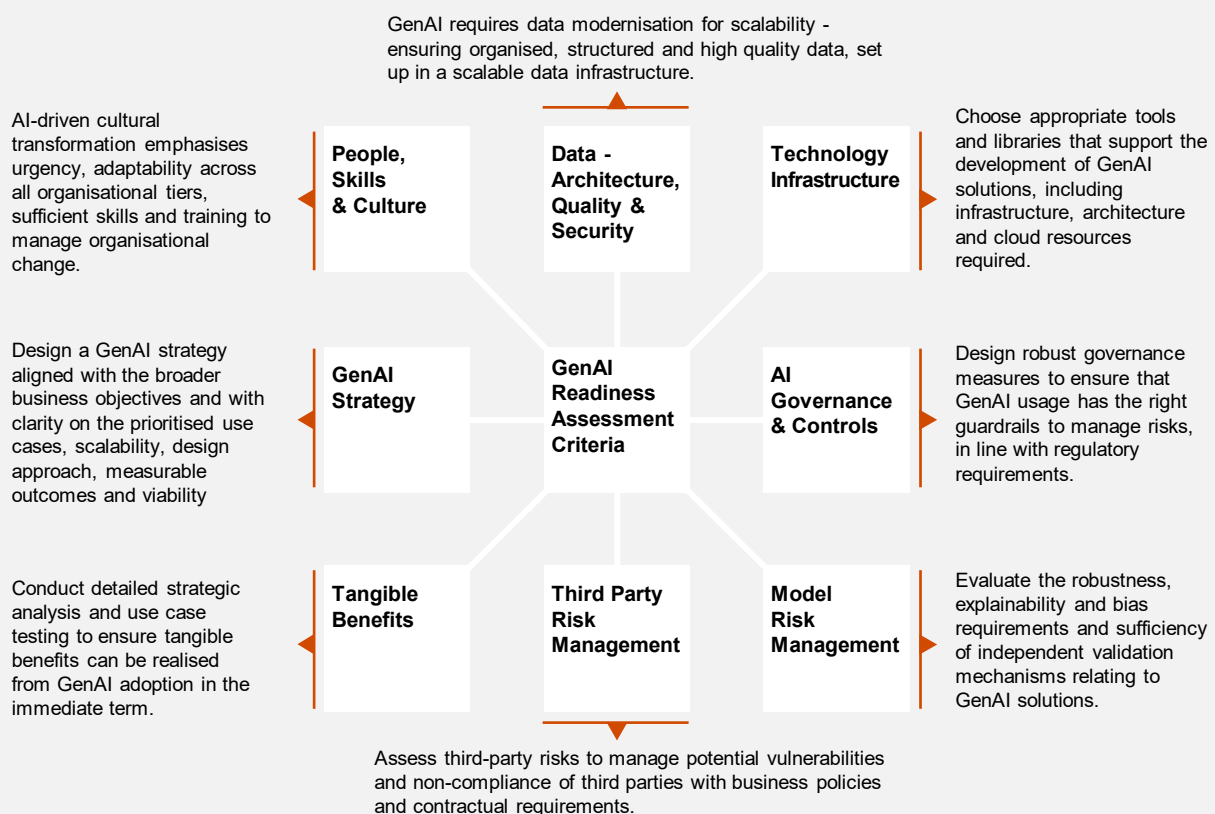 GenAI requires data modernisation for scalability -
ensuring organised, structured and high quality data, set
up in a scalable data infrastructure.
AI-driven cultural
transformation emphasises
urgency, adaptability across
all organisational tiers,
sufficient skills and training to
manage organisational
change.
People,
Skills
& Culture
Data -
Architecture,
Quality &
Security
Technology
Infrastructure
Choose appropriate tools
and libraries that support the
development of GenAI
solutions, including
infrastructure, architecture
and cloud resources
required.
Design a GenAI strategy
aligned with the broader
business objectives and with
clarity on the prioritised use
cases, scalability, design
approach, measurable
outcomes and viability
GenAI
Strategy
GenAI
Readiness
Assessment
Criteria
AI
Governance
& Controls
Design robust governance
measures to ensure that
GenAI usage has the right
guardrails to manage risks,
in line with regulatory
requirements.
Conduct detailed strategic
analysis and use case
testing to ensure tangible
benefits can be realised
from GenAI adoption in the
immediate term.
Tangible
Benefits
Third Party
Risk
Management
Model
Risk
Management
Evaluate the robustness,
explainability and bias
requirements and sufficiency
of independent validation
mechanisms relating to
GenAI solutions.
Assess third-party risks to manage potential vulnerabilities
and non-compliance of third parties with business policies
and contractual requirements.